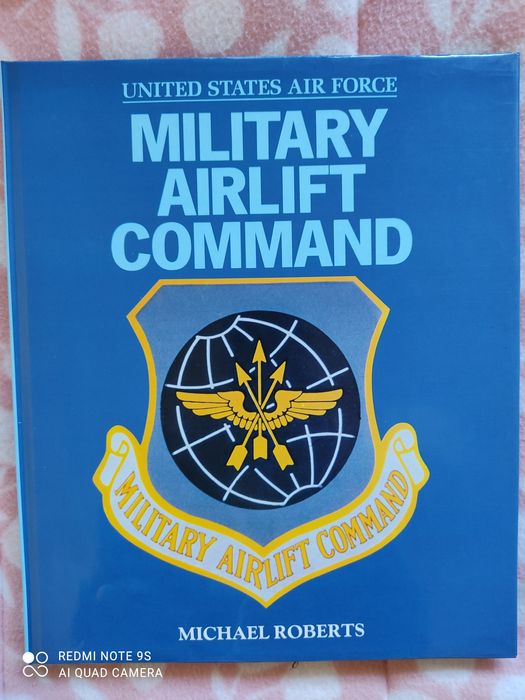 UNITED STATES AIR FORCE
MILITARY
AIRLIFT
COMMAND
MILITARY AIRLIFT COMMAND
MICHAEL ROBERTS
REDMI NOTE 9S
AI QUAD CAMERA